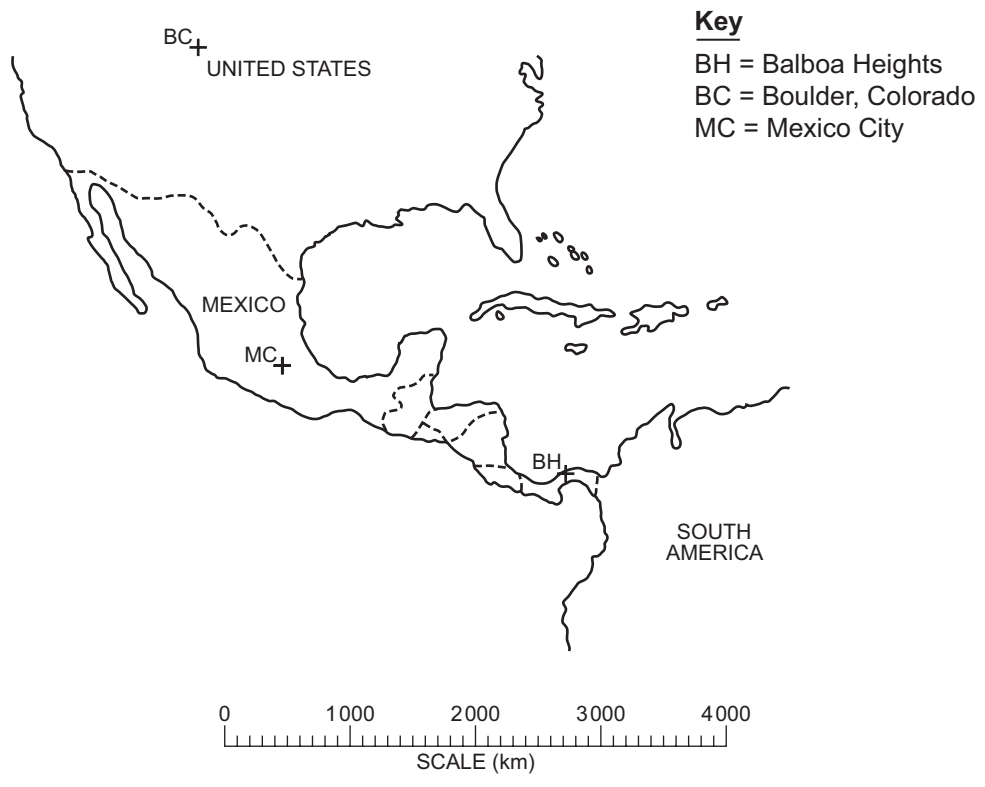 Key
BH = Balboa Heights
BC = Boulder, Colorado
MC = Mexico City
BC
UNITED STATES
MEXICO
MC
BH
SOUTH
AMERICA
0 1000 2000 3000 4000
SCALE (km)